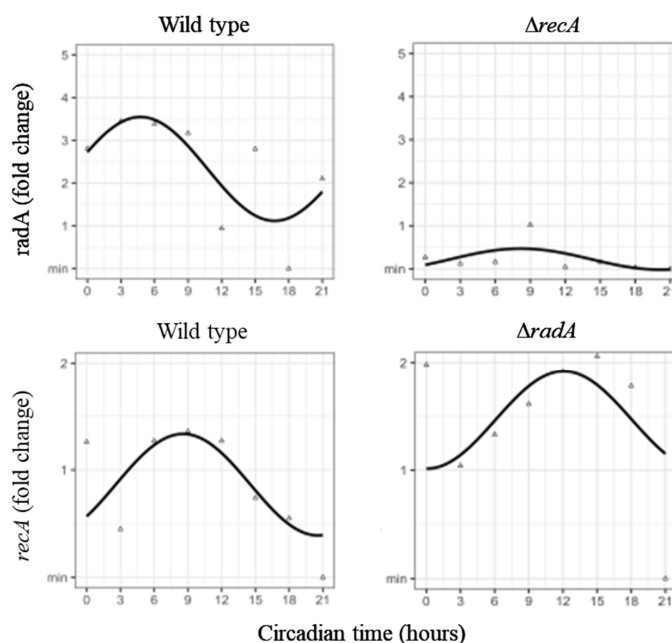 Wild type
ΔrecA
radA (fold change)
5
4
3
2
1
min
0 3 6 9 12 15 18 21
5
4
3
2
1
min
0 3 6 9 12 15 18 21
Wild type
ΔradA
recA (fold change)
2
1
min
0 3 6 9 12 15 18 21
2
1
min
0 3 6 9 12 15 18 21
Circadian time (hours)